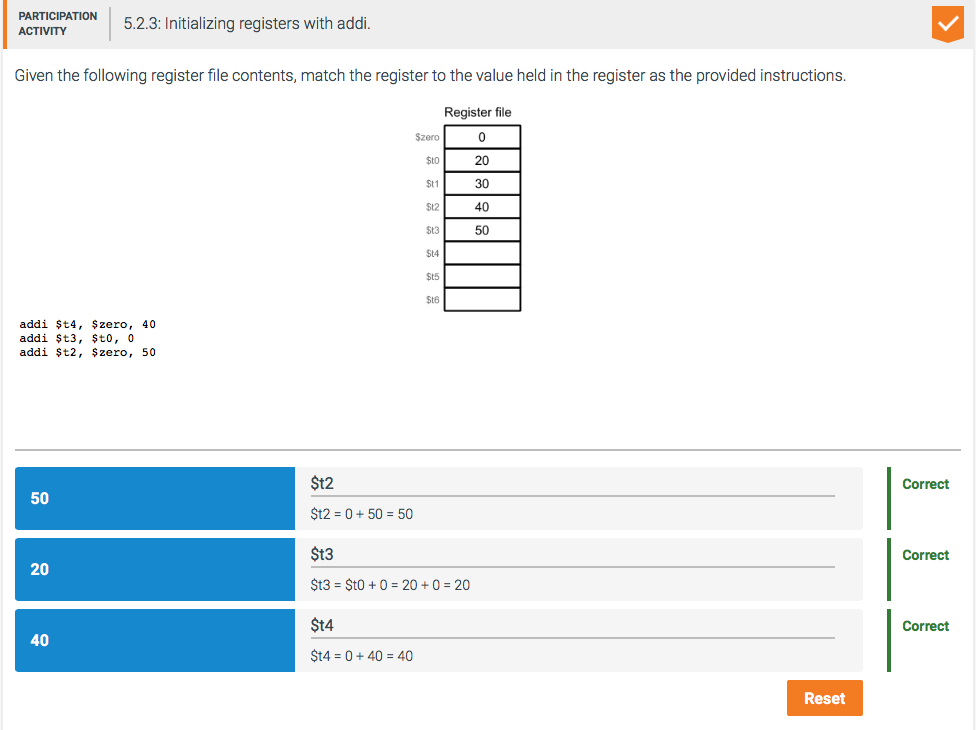 PARTICIPATION
ACTIVITY
5.2.3: Initializing registers with addi.
Given the following register file contents, match the register to the value held in the register as the provided instructions.
Register file
$zero 0
$t0 20
$t1 30
$t2 40
$t3 50
$t4
$t5
$t6
addi $t4, $zero, 40
addi $t3, $t0, 0
addi $t2, $zero, 50
50
$t2
$t2 = 0 + 50 = 50
Correct
20
$t3
$t3 = $t0 + 0 = 20 + 0 = 20
Correct
40
$t4
$t4 = 0 + 40 = 40
Correct
Reset